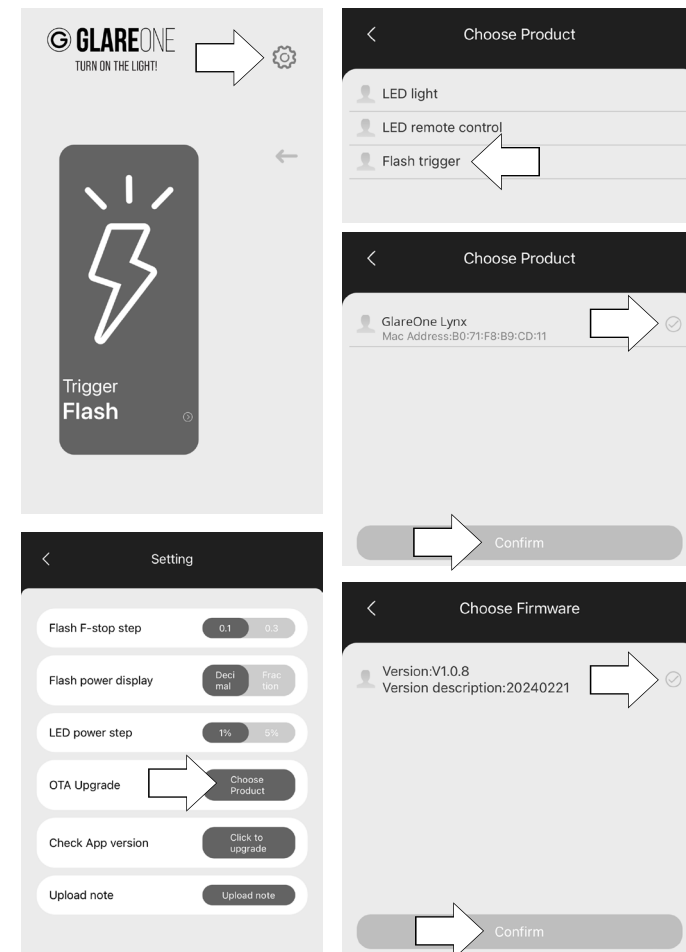 GLAREONE
TURN ON THE LIGHT!
Trigger
Flash
Setting
Flash F-stop step
0.1
0.3
Flash power display
Deci
mal
Frac
tion
LED power step
1%
5%
OTA Upgrade
Choose
Product
Check App version
Click to
upgrade
Upload note
Upload note
Choose Product
LED light
LED remote control
Flash trigger
Choose Product
GlareOne Lynx
Mac Address:B0:71:F8:B9:CD:11
Confirm
Choose Firmware
Version:V1.0.8
Version description:20240221
Confirm